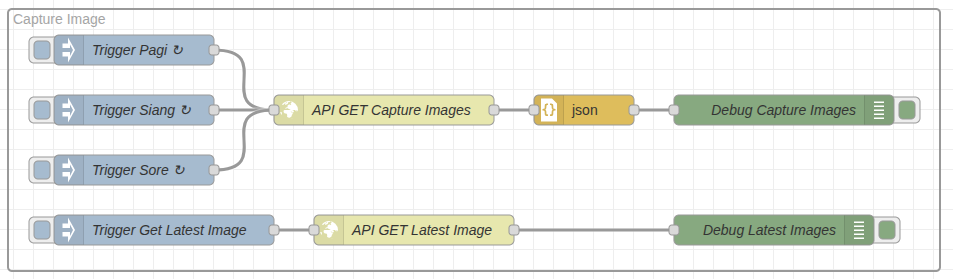 Capture Image
Trigger Pagi ↻
Trigger Siang ↻
API GET Capture Images
{} json
Debug Capture Images
Trigger Sore ↻
Trigger Get Latest Image
API GET Latest Image
Debug Latest Images